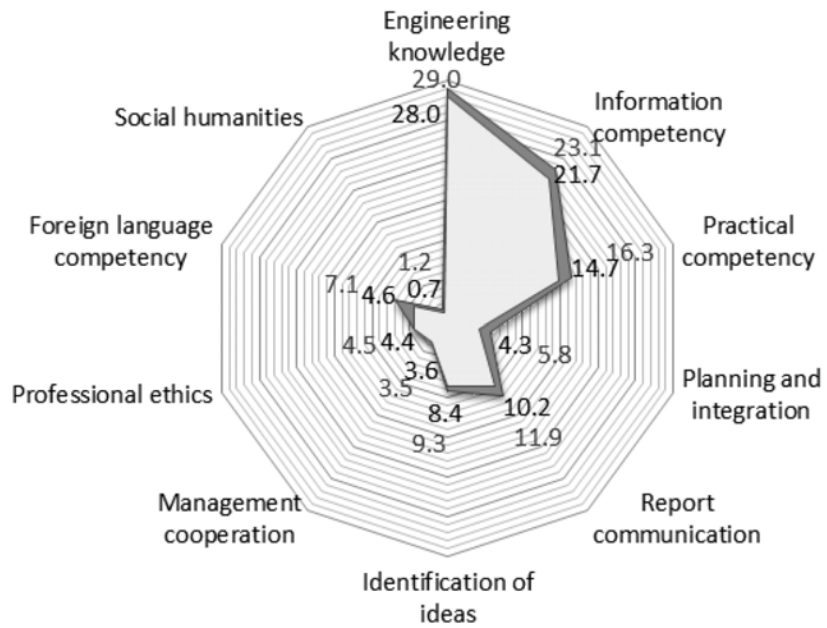 Engineering
knowledge
29.0
28.0
Information
competency
23.1
21.7
Practical
competency
16.3
14.7
Planning and
integration
4.3
5.8
Report
communication
10.2
11.9
Identification of
ideas
8.4
9.3
Management
cooperation
3.6
3.5
Professional ethics
4.4
4.5
Foreign language
competency
7.1
4.6
Social humanities
1.2
0.7